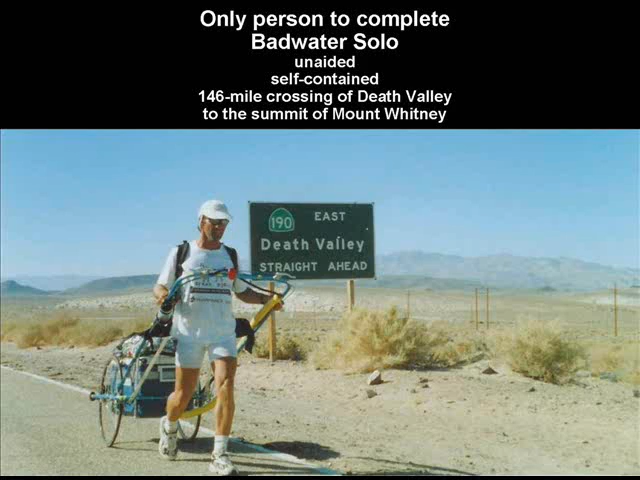 Only person to complete
Badwater Solo
unaided
self-contained
146-mile crossing of Death Valley
to the summit of Mount Whitney
190 EAST
Death Valley
STRAIGHT AHEAD